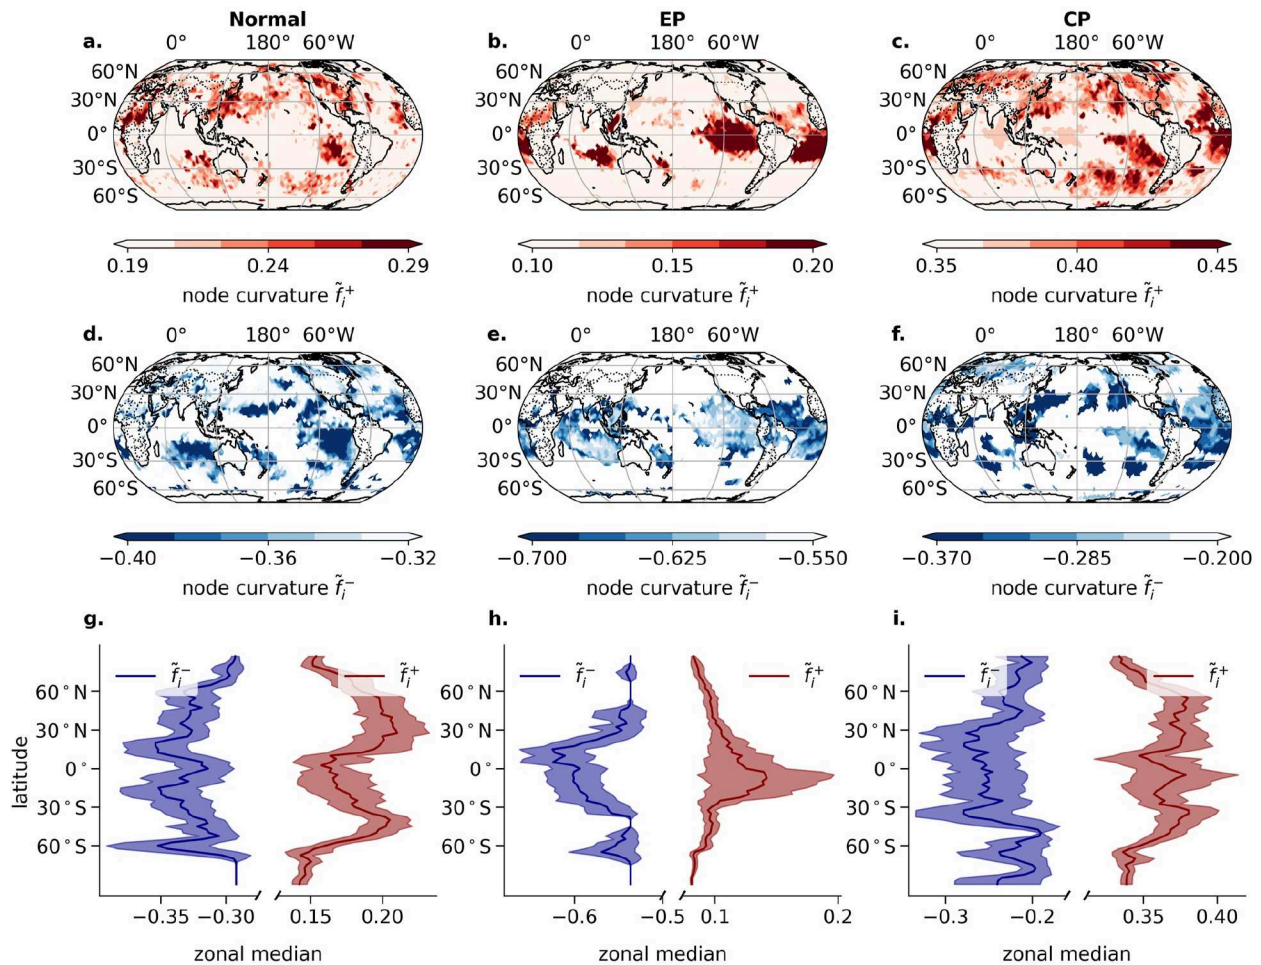 Normal EP CP
a. 0° 180° 60°W b. 0° 180° 60°W c. 0° 180° 60°W
60°N 60°N 60°N
30°N 30°N 30°N
0° 0° 0°
30°S 30°S 30°S
60°S 60°S 60°S
0.19 0.24 0.29 0.10 0.15 0.20 0.35 0.40 0.45
node curvature f̃ᵢ⁺ node curvature f̃ᵢ⁺ node curvature f̃ᵢ⁺
d. 0° 180° 60°W e. 0° 180° 60°W f. 0° 180° 60°W
60°N 60°N 60°N
30°N 30°N 30°N
0° 0° 0°
30°S 30°S 30°S
60°S 60°S 60°S
−0.40 −0.36 −0.32 −0.700 −0.625 −0.550 −0.370 −0.285 −0.200
node curvature f̃ᵢ⁻ node curvature f̃ᵢ⁻ node curvature f̃ᵢ⁻
g. h. i.
f̃ᵢ⁻ f̃ᵢ⁺ f̃ᵢ⁻ f̃ᵢ⁺ f̃ᵢ⁻ f̃ᵢ⁺
60°N 60°N 60°N
30°N 30°N 30°N
latitude
0° 0° 0°
30°S 30°S 30°S
60°S 60°S 60°S
−0.35 −0.30 0.15 0.20 −0.6 −0.5 0.1 0.2 −0.3 −0.2 0.35 0.40
zonal median zonal median zonal median